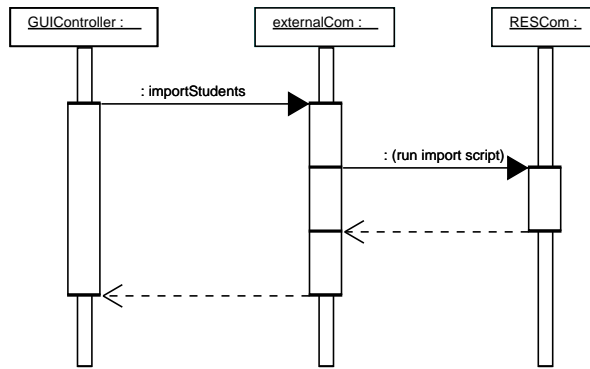 GUIController :
externalCom :
RESCom :
: importStudents
: (run import script)